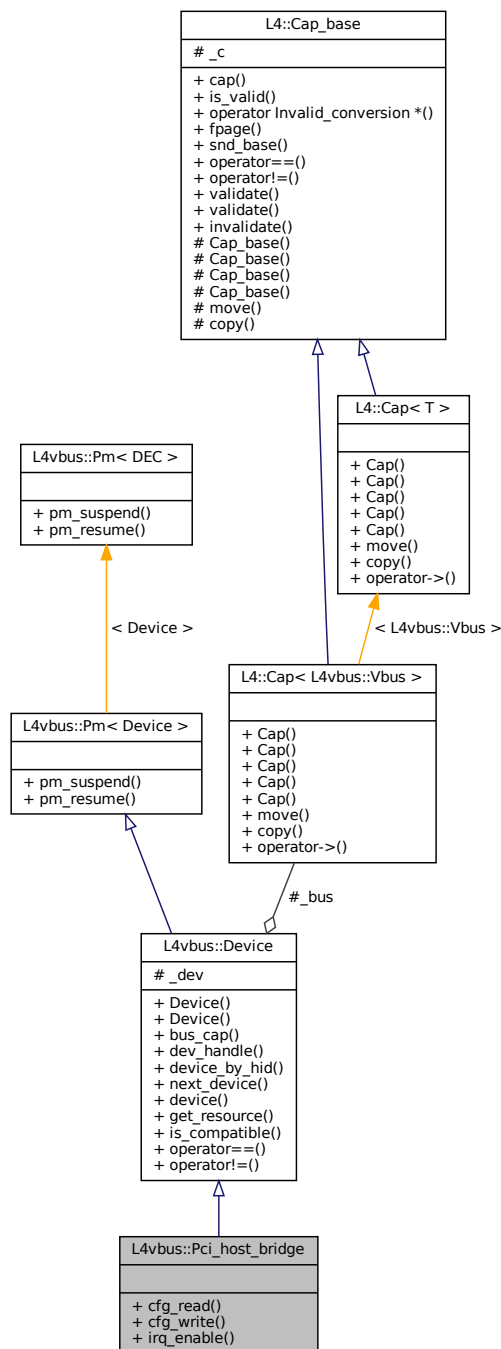 L4::Cap_base
# _c
+ cap()
+ is_valid()
+ operator Invalid_conversion *()
+ fpage()
+ snd_base()
+ operator==()
+ operator!=()
+ validate()
+ validate()
+ invalidate()
# Cap_base()
# Cap_base()
# Cap_base()
# Cap_base()
# move()
# copy()
L4::Cap< T >
+ Cap()
+ Cap()
+ Cap()
+ Cap()
+ Cap()
+ move()
+ copy()
+ operator->()
L4vbus::Pm< DEC >
+ pm_suspend()
+ pm_resume()
< Device >
< L4vbus::Vbus >
L4::Cap< L4vbus::Vbus >
+ Cap()
+ Cap()
+ Cap()
+ Cap()
+ Cap()
+ move()
+ copy()
+ operator->()
L4vbus::Pm< Device >
+ pm_suspend()
+ pm_resume()
#_bus
L4vbus::Device
# _dev
+ Device()
+ Device()
+ bus_cap()
+ dev_handle()
+ device_by_hid()
+ next_device()
+ device()
+ get_resource()
+ is_compatible()
+ operator==()
+ operator!=()
L4vbus::Pci_host_bridge
+ cfg_read()
+ cfg_write()
+ irq_enable()